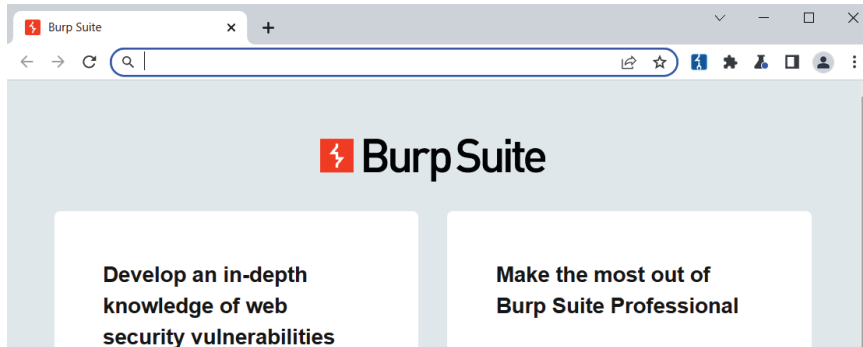 Burp Suite
Burp Suite
Develop an in-depth
knowledge of web
security vulnerabilities
Make the most out of
Burp Suite Professional